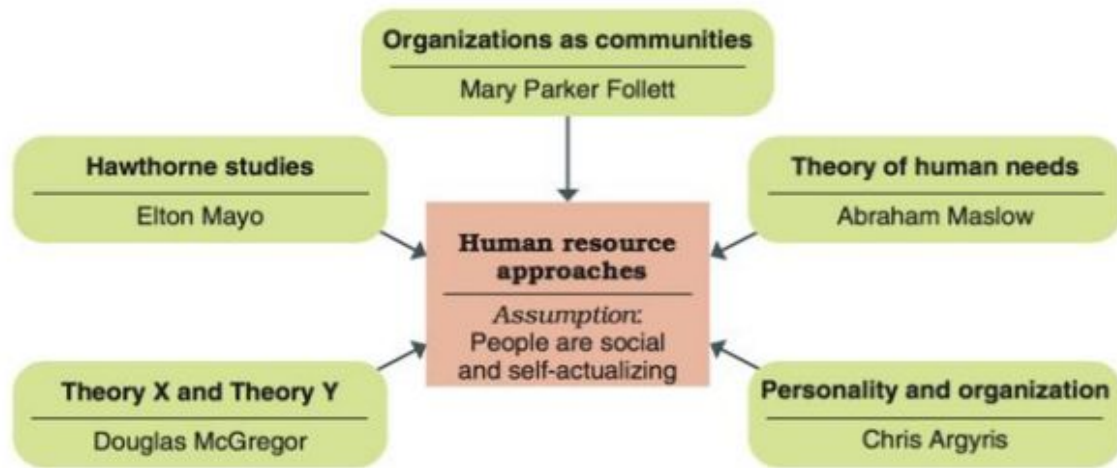 Organizations as communities
Mary Parker Follett
Hawthorne studies
Elton Mayo
Theory of human needs
Abraham Maslow
Human resource
approaches
Assumption:
People are social
and self-actualizing
Theory X and Theory Y
Douglas McGregor
Personality and organization
Chris Argyris